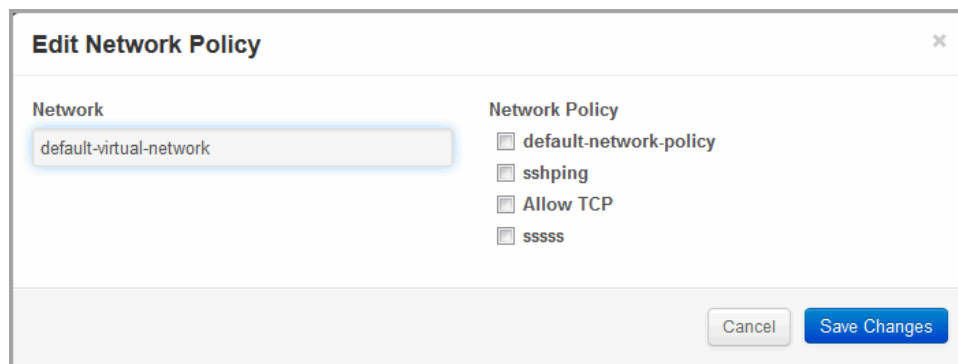 Edit Network Policy
×
Network
default-virtual-network
Network Policy
default-network-policy
sshping
Allow TCP
sssss
Cancel
Save Changes